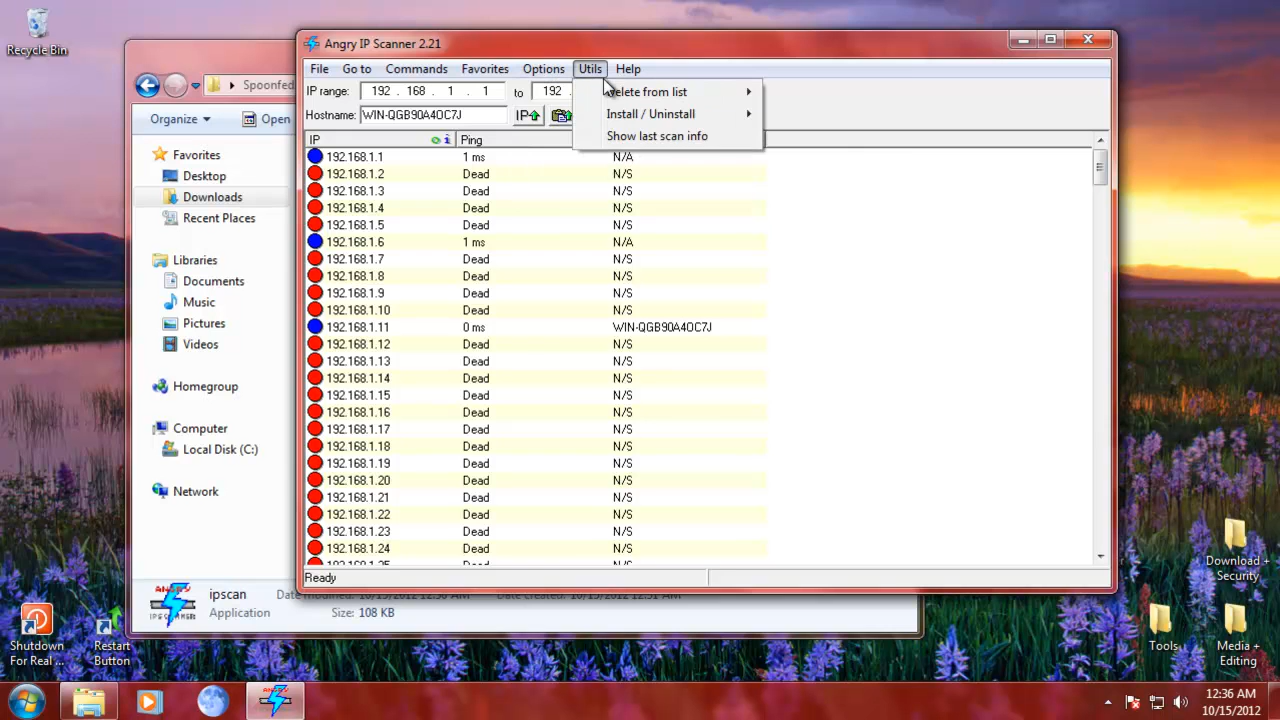 Recycle Bin
Angry IP Scanner 2.21
File Go to Commands Favorites Options Utils Help
IP range: 192 . 168 . 1 . 1 to 192 .
Hostname: WIN-QGB90A4OC7J IP
elete from list
Install / Uninstall
Show last scan info
Spoonfed
Organize Open
Favorites
Desktop
Downloads
Recent Places
Libraries
Documents
Music
Pictures
Videos
Homegroup
Computer
Local Disk (C:)
Network
IP Ping
192.168.1.1 1 ms N/A
192.168.1.2 Dead N/S
192.168.1.3 Dead N/S
192.168.1.4 Dead N/S
192.168.1.5 Dead N/S
192.168.1.6 1 ms N/A
192.168.1.7 Dead N/S
192.168.1.8 Dead N/S
192.168.1.9 Dead N/S
192.168.1.10 Dead N/S
192.168.1.11 0 ms WIN-QGB90A4OC7J
192.168.1.12 Dead N/S
192.168.1.13 Dead N/S
192.168.1.14 Dead N/S
192.168.1.15 Dead N/S
192.168.1.16 Dead N/S
192.168.1.17 Dead N/S
192.168.1.18 Dead N/S
192.168.1.19 Dead N/S
192.168.1.20 Dead N/S
192.168.1.21 Dead N/S
192.168.1.22 Dead N/S
192.168.1.23 Dead N/S
192.168.1.24 Dead N/S
Ready
ipscan
Application Size: 108 KB
Download +
Security
Shutdown
For Real ...
Restart
Button
Tools
Media +
Editing
12:36 AM
10/15/2012